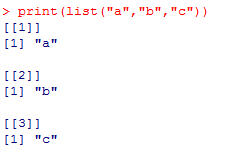 > print(list("a","b","c"))
[[1]]
[1] "a"

[[2]]
[1] "b"

[[3]]
[1] "c"